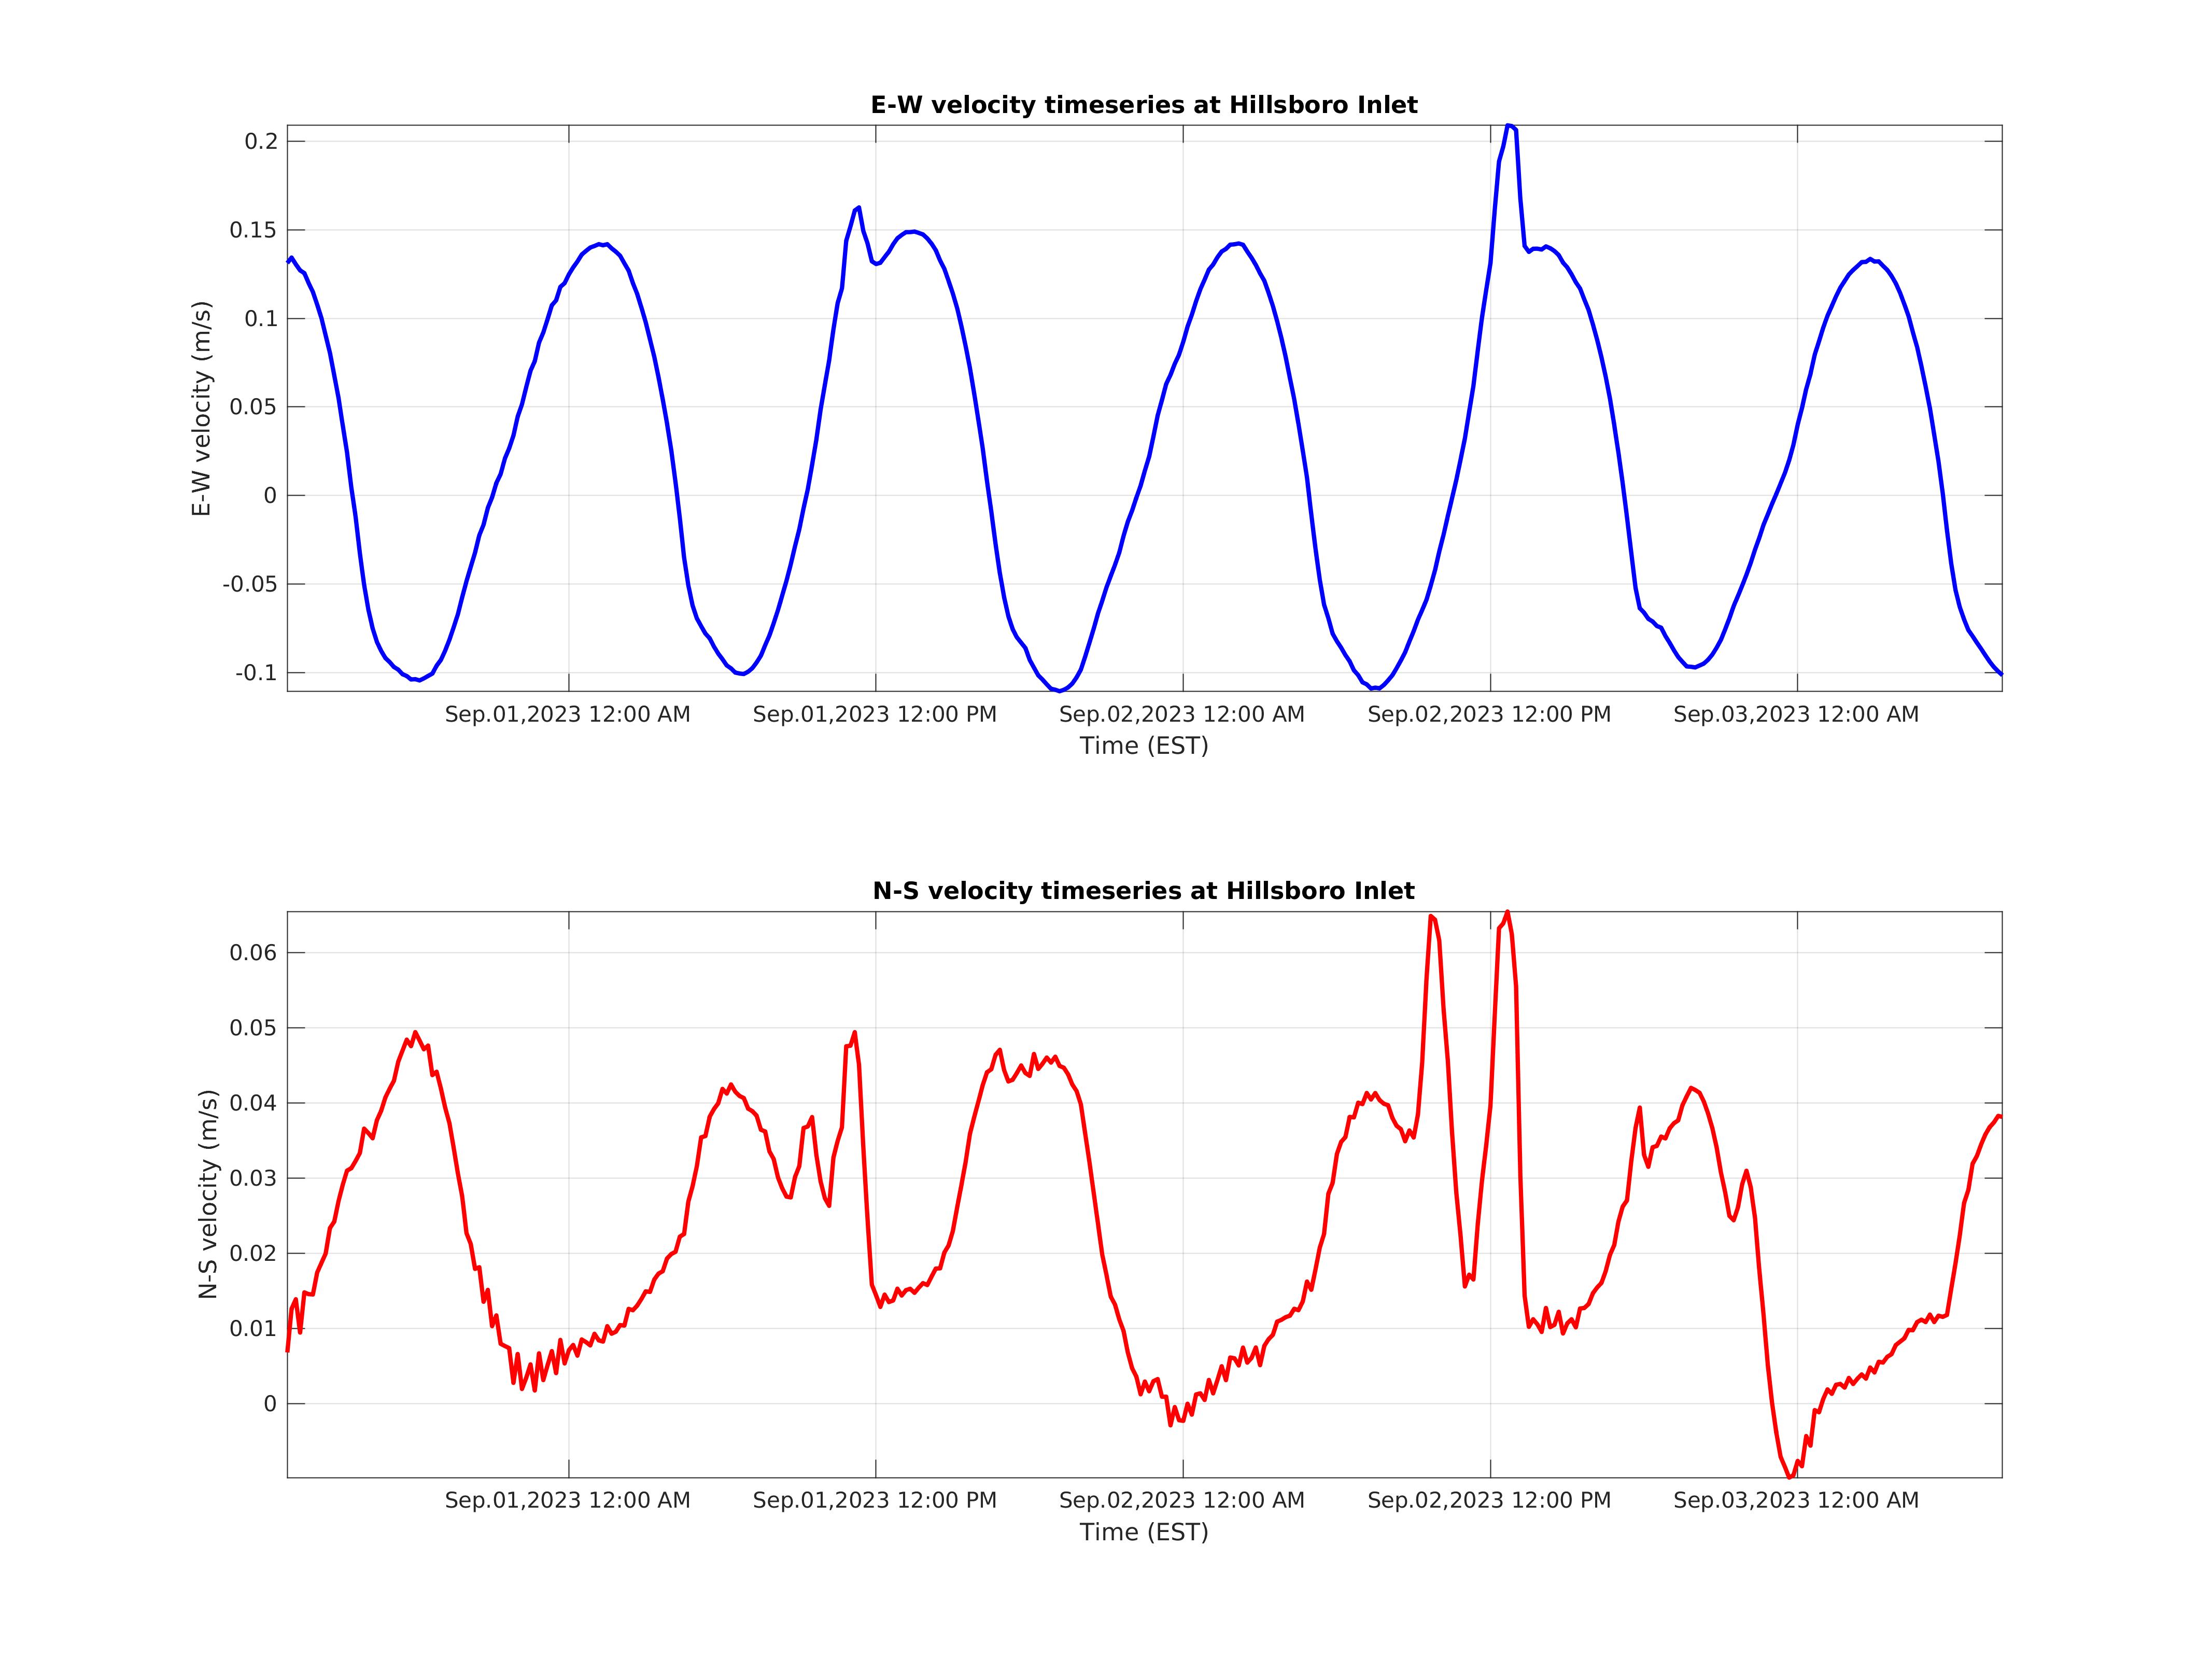 E-W velocity timeseries at Hillsboro Inlet
E-W velocity (m/s)
0.2
0.15
0.1
0.05
0
-0.05
-0.1
Sep.01,2023 12:00 AM Sep.01,2023 12:00 PM Sep.02,2023 12:00 AM Sep.02,2023 12:00 PM Sep.03,2023 12:00 AM
Time (EST)
N-S velocity timeseries at Hillsboro Inlet
N-S velocity (m/s)
0.06
0.05
0.04
0.03
0.02
0.01
0
Sep.01,2023 12:00 AM Sep.01,2023 12:00 PM Sep.02,2023 12:00 AM Sep.02,2023 12:00 PM Sep.03,2023 12:00 AM
Time (EST)